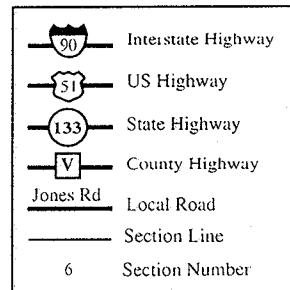 90 Interstate Highway
51 US Highway
133 State Highway
V County Highway
Jones Rd Local Road
Section Line
6 Section Number